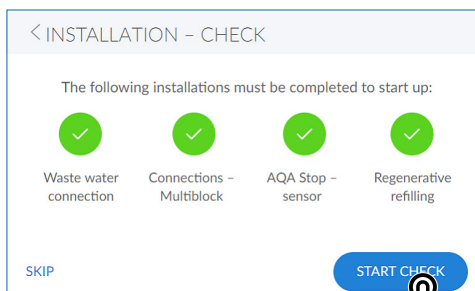 INSTALLATION – CHECK
The following installations must be completed to start up:
Waste water
connection
Connections –
Multiblock
AQA Stop –
sensor
Regenerative
refilling
SKIP
START CHECK